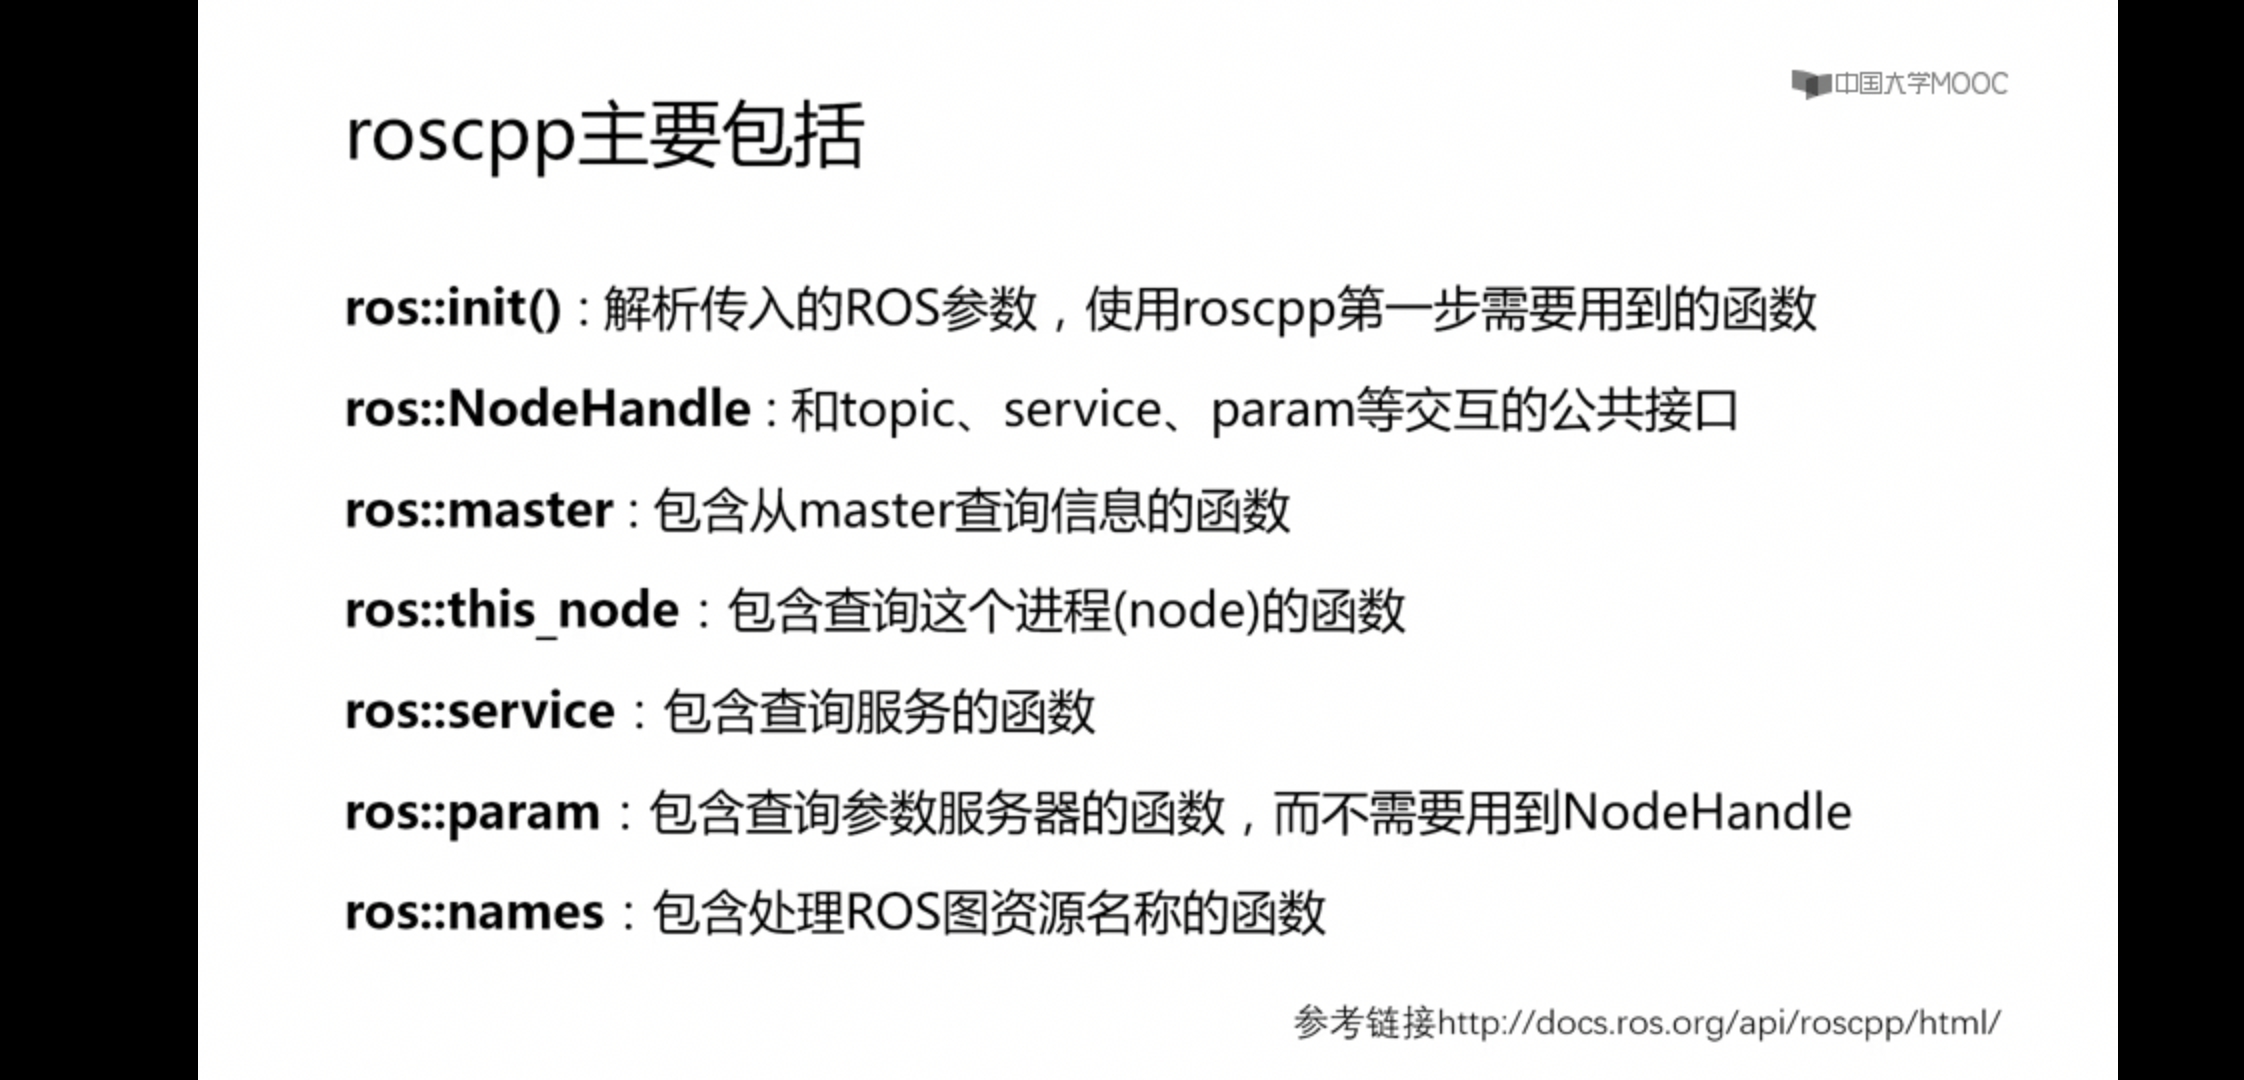 中国大学MOOC
roscpp主要包括
ros::init() : 解析传入的ROS参数，使用roscpp第一步需要用到的函数
ros::NodeHandle : 和topic、service、param等交互的公共接口
ros::master : 包含从master查询信息的函数
ros::this_node：包含查询这个进程(node)的函数
ros::service：包含查询服务的函数
ros::param：包含查询参数服务器的函数，而不需要用到NodeHandle
ros::names：包含处理ROS图资源名称的函数
参考链接http://docs.ros.org/api/roscpp/html/